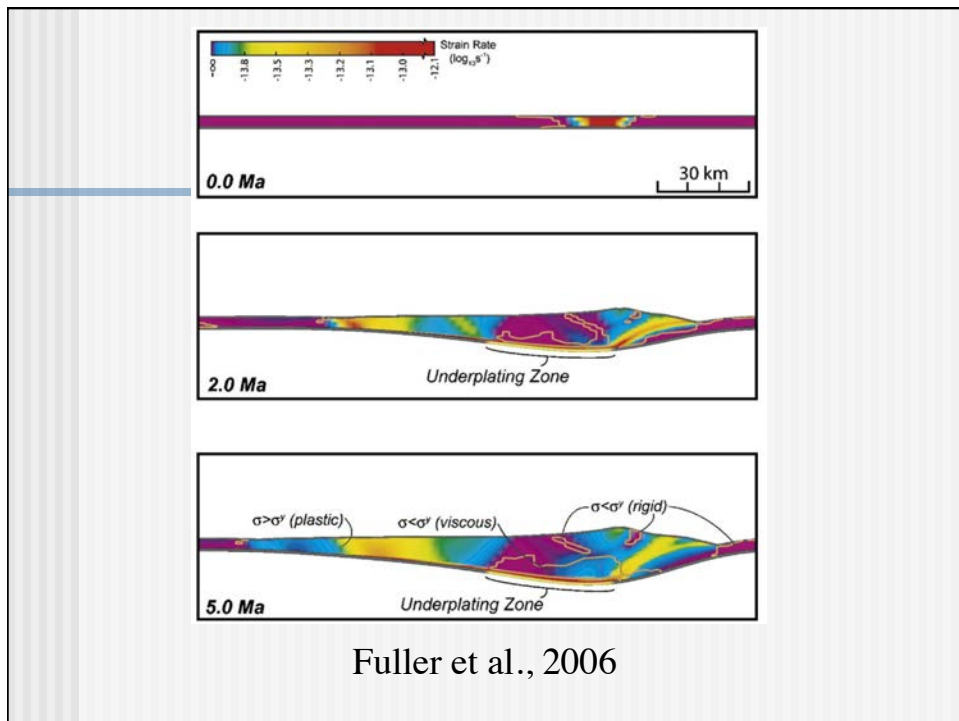 Strain Rate
(log₁₀s⁻¹)
-∞ -13.8 -13.5 -13.3 -13.2 -13.1 -13.0 -12.1
0.0 Ma
30 km
Underplating Zone
2.0 Ma
σ>σʸ (plastic) σ<σʸ (viscous) σ<σʸ (rigid)
Underplating Zone
5.0 Ma
Fuller et al., 2006